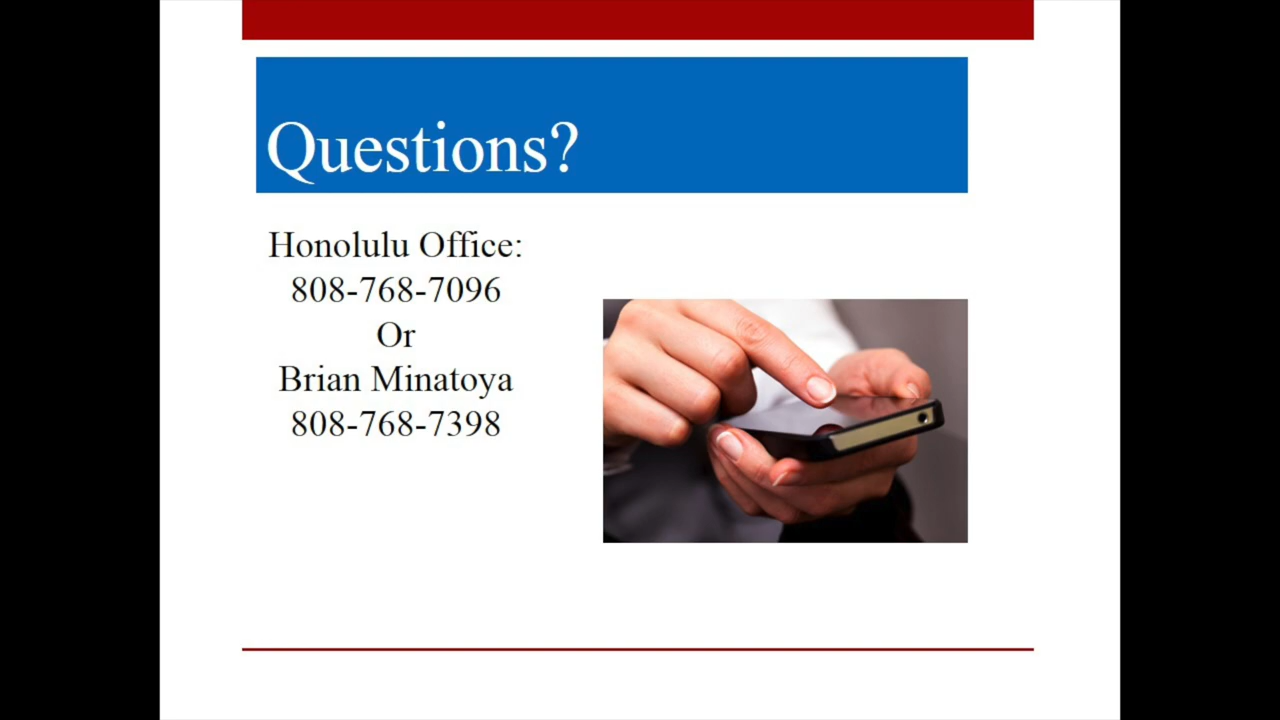 Questions?
Honolulu Office:
808-768-7096
Or
Brian Minatoya
808-768-7398